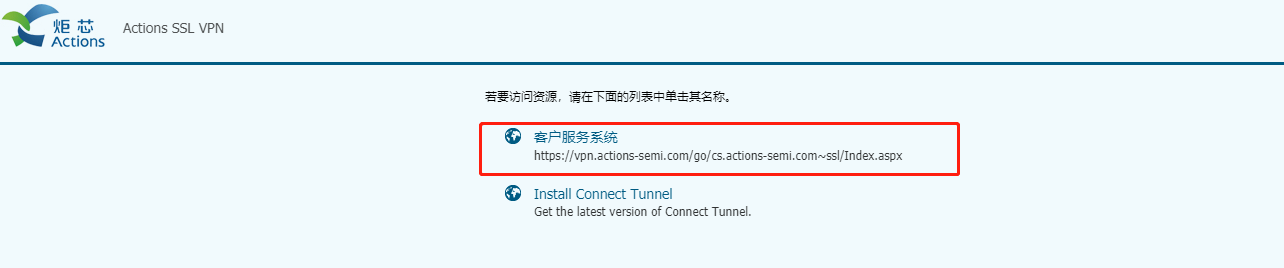 炬芯
Actions
Actions SSL VPN
若要访问资源，请在下面的列表中单击其名称。
客户服务系统
https://vpn.actions-semi.com/go/cs.actions-semi.com~ssl/Index.aspx
Install Connect Tunnel
Get the latest version of Connect Tunnel.